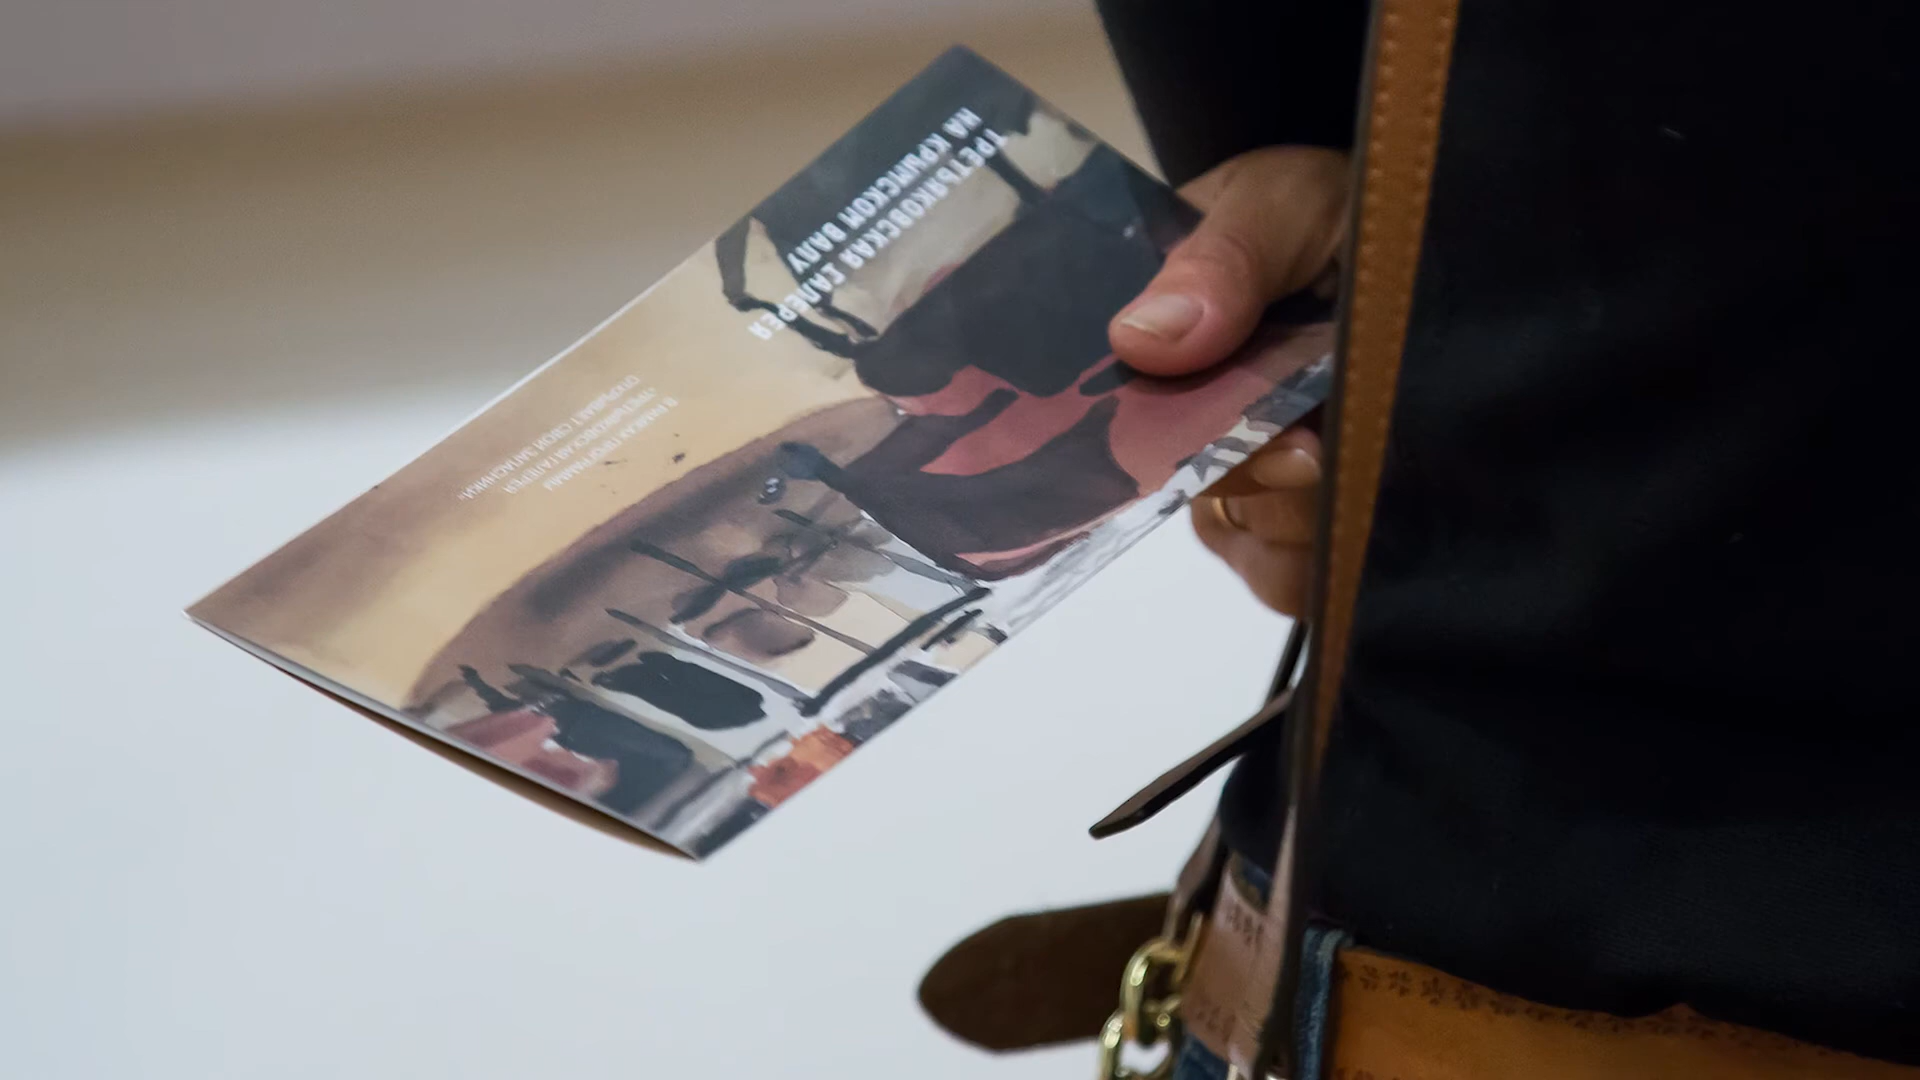 ТРЕТЬЯКОВСКАЯ ГАЛЕРЕЯ
НА КРЫМСКОМ ВАЛУ
В РАМКАХ ПРОГРАММЫ
«ТРЕТЬЯКОВСКАЯ ГАЛЕРЕЯ
ОТКРЫВАЕТ СВОИ ЗАПАСНИКИ»